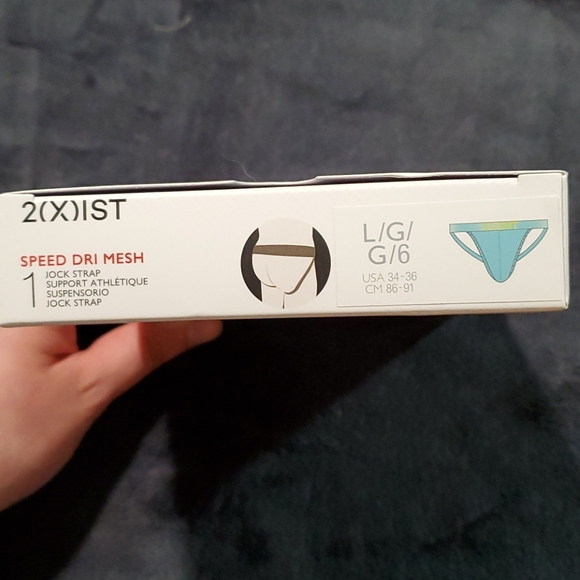 2(X)IST
SPEED DRI MESH
1
JOCK STRAP
SUPPORT ATHLÉTIQUE
SUSPENSORIO
JOCK STRAP
L/G/
G/6
USA 34-36
CM 86-91